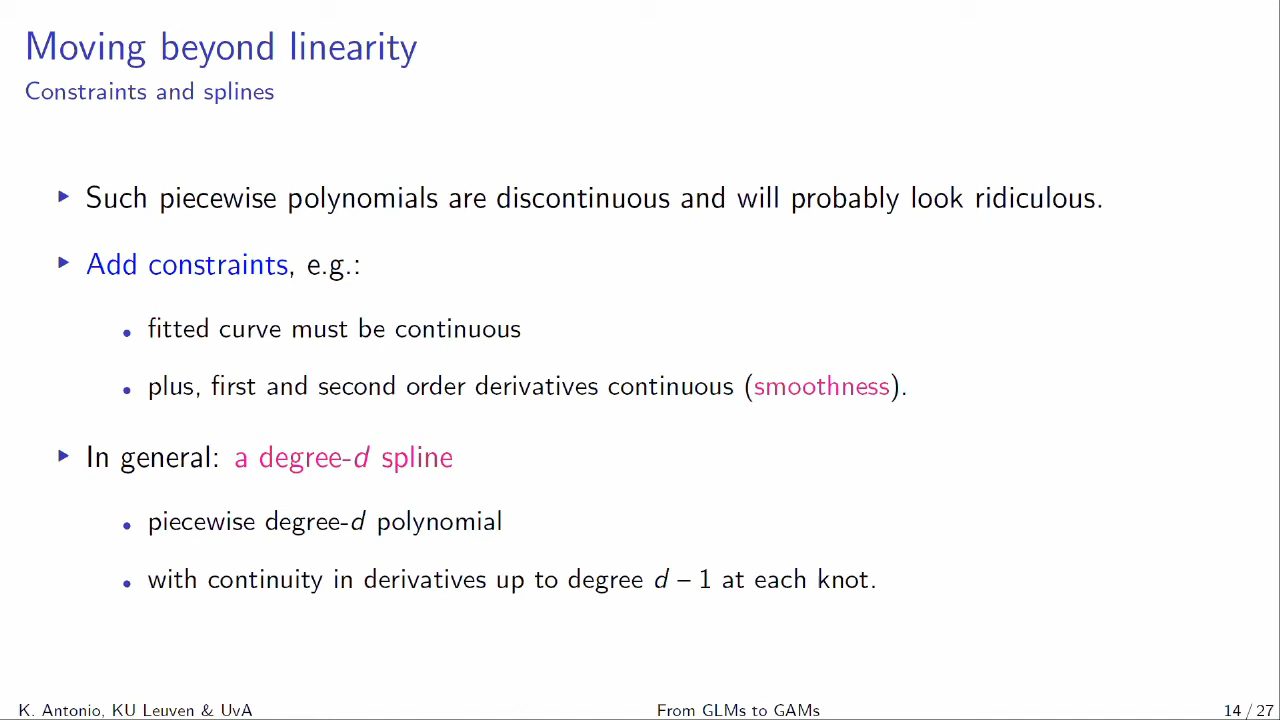 Moving beyond linearity
Constraints and splines
▶ Such piecewise polynomials are discontinuous and will probably look ridiculous.
▶ Add constraints, e.g.:
• fitted curve must be continuous
• plus, first and second order derivatives continuous (smoothness).
▶ In general: a degree-d spline
• piecewise degree-d polynomial
• with continuity in derivatives up to degree d – 1 at each knot.
K. Antonio, KU Leuven & UvA From GLMs to GAMs 14 / 27